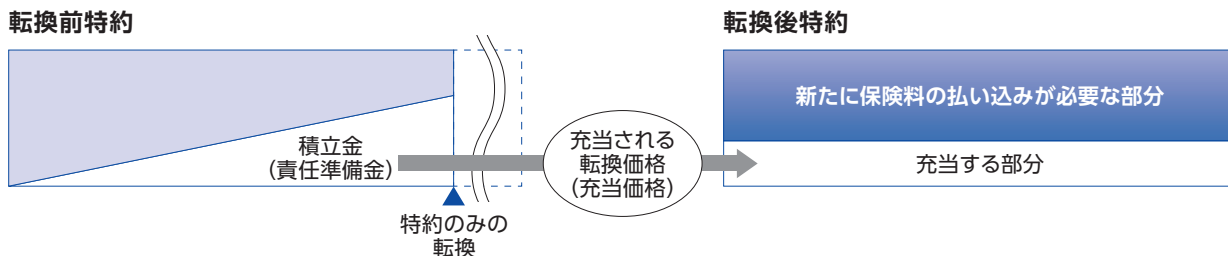 転換前特約
積立金
(責任準備金)
特約のみの
転換
充当される
転換価格
(充当価格)
転換後特約
新たに保険料の払い込みが必要な部分
充当する部分